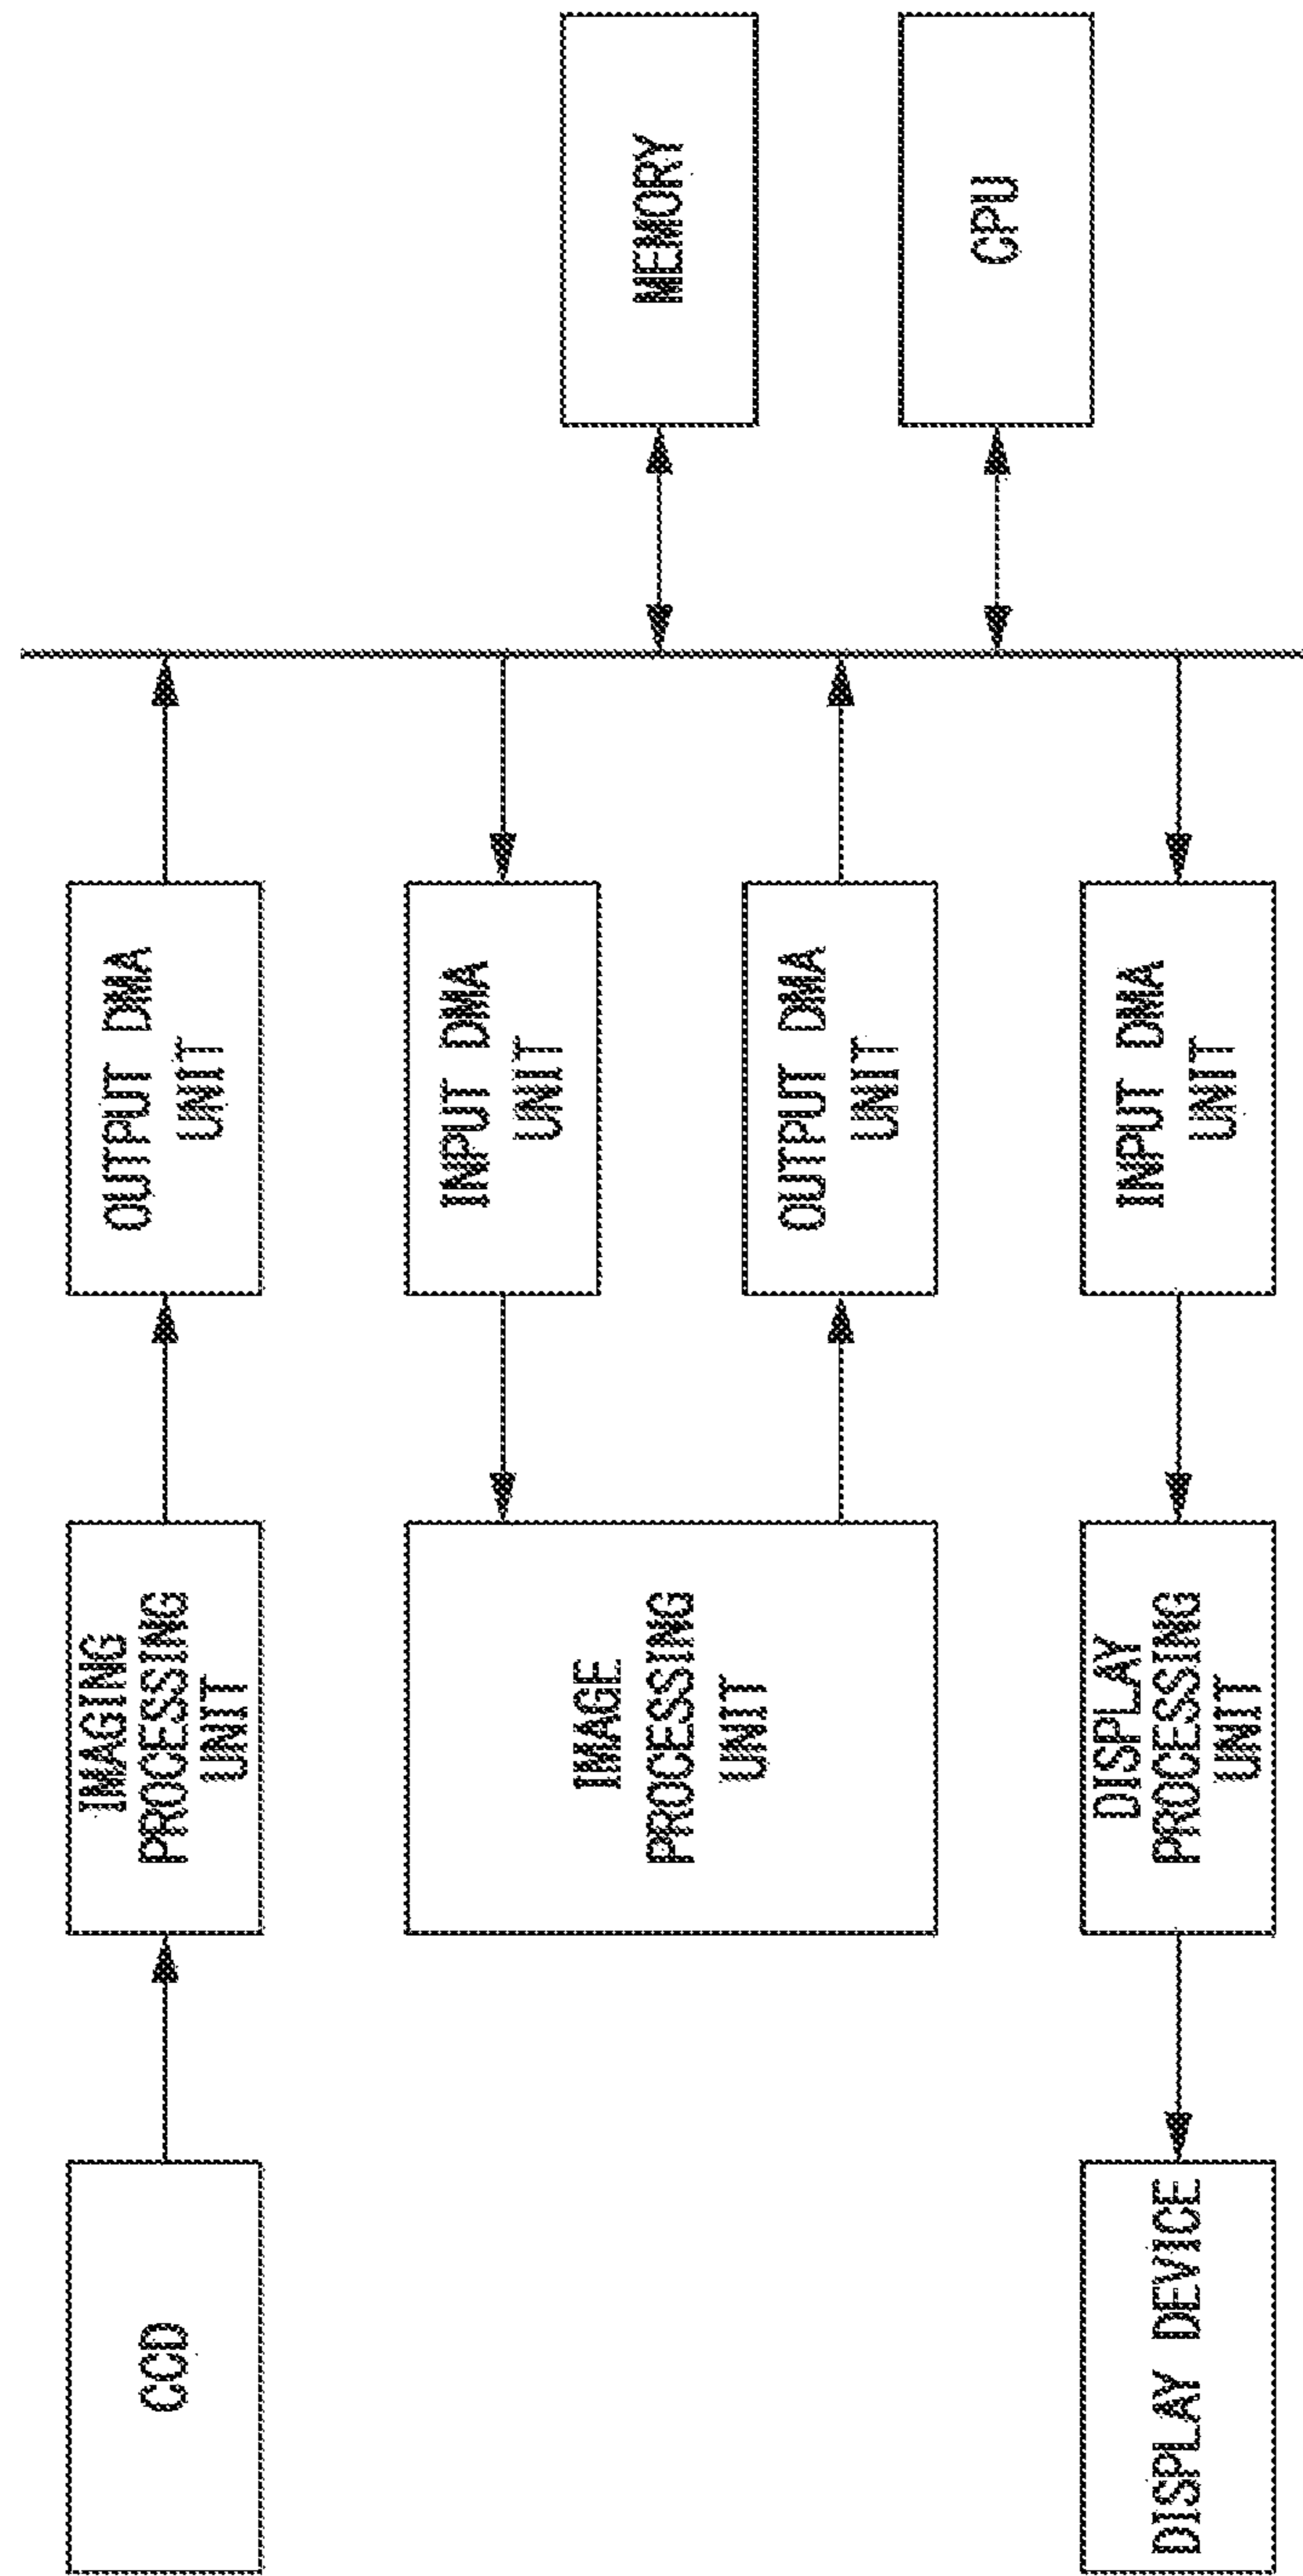 CCD
IMAGING
PROCESSING
UNIT
OUTPUT DMA
UNIT
IMAGE
PROCESSING
UNIT
INPUT DMA
UNIT
OUTPUT DMA
UNIT
MEMORY
CPU
DISPLAY DEVICE
DISPLAY
PROCESSING
UNIT
INPUT DMA
UNIT